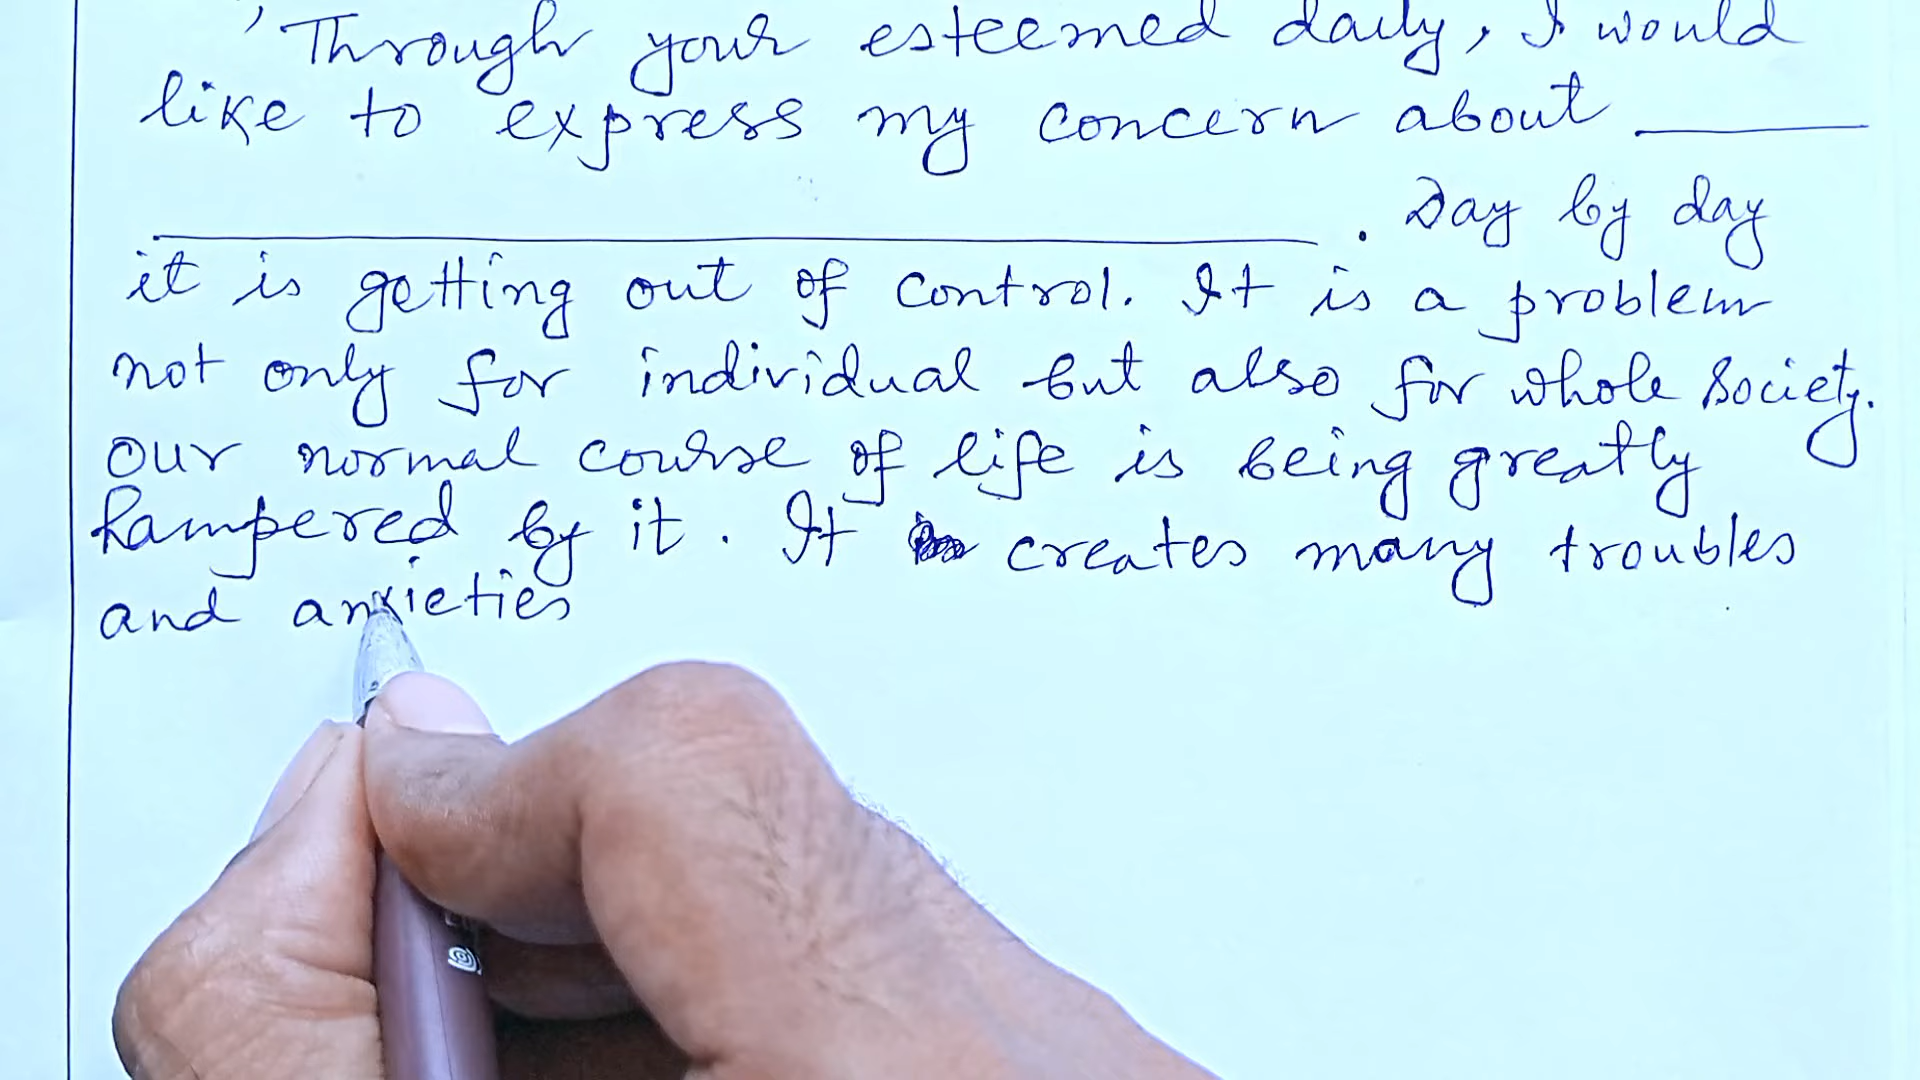 , Through your esteemed daily, I would
like to express my concern about ______
______________________ . Day by day
it is getting out of control. It is a problem
not only for individual but also for whole society.
Our normal course of life is being greatly
hampered by it. It creates many troubles
and anxieties